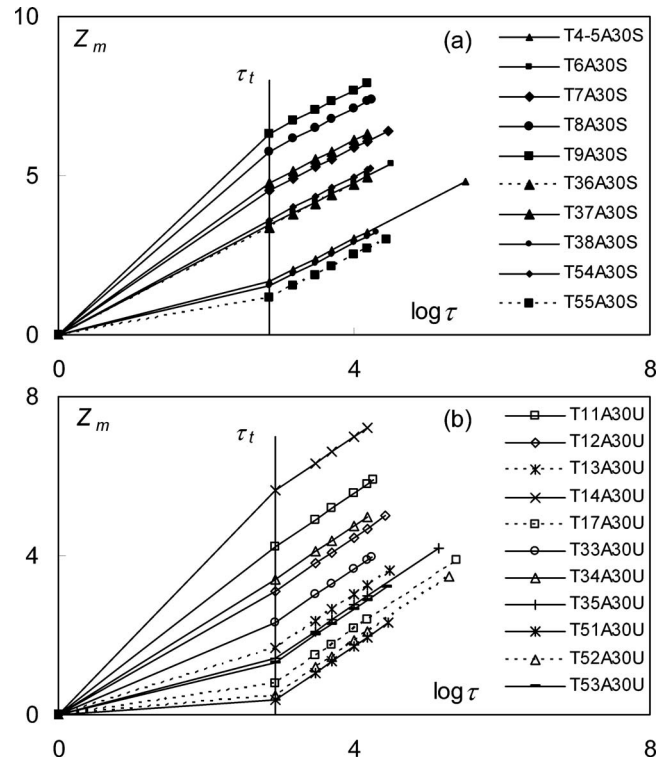 10
Z m
(a)
τ t
T4-5A30S
T6A30S
T7A30S
T8A30S
T9A30S
T36A30S
T37A30S
T38A30S
T54A30S
T55A30S
5
log τ
0
0
4
8
8
Z m
(b)
τ t
T11A30U
T12A30U
T13A30U
T14A30U
T17A30U
T33A30U
T34A30U
T35A30U
T51A30U
T52A30U
T53A30U
4
log τ
0
0
4
8